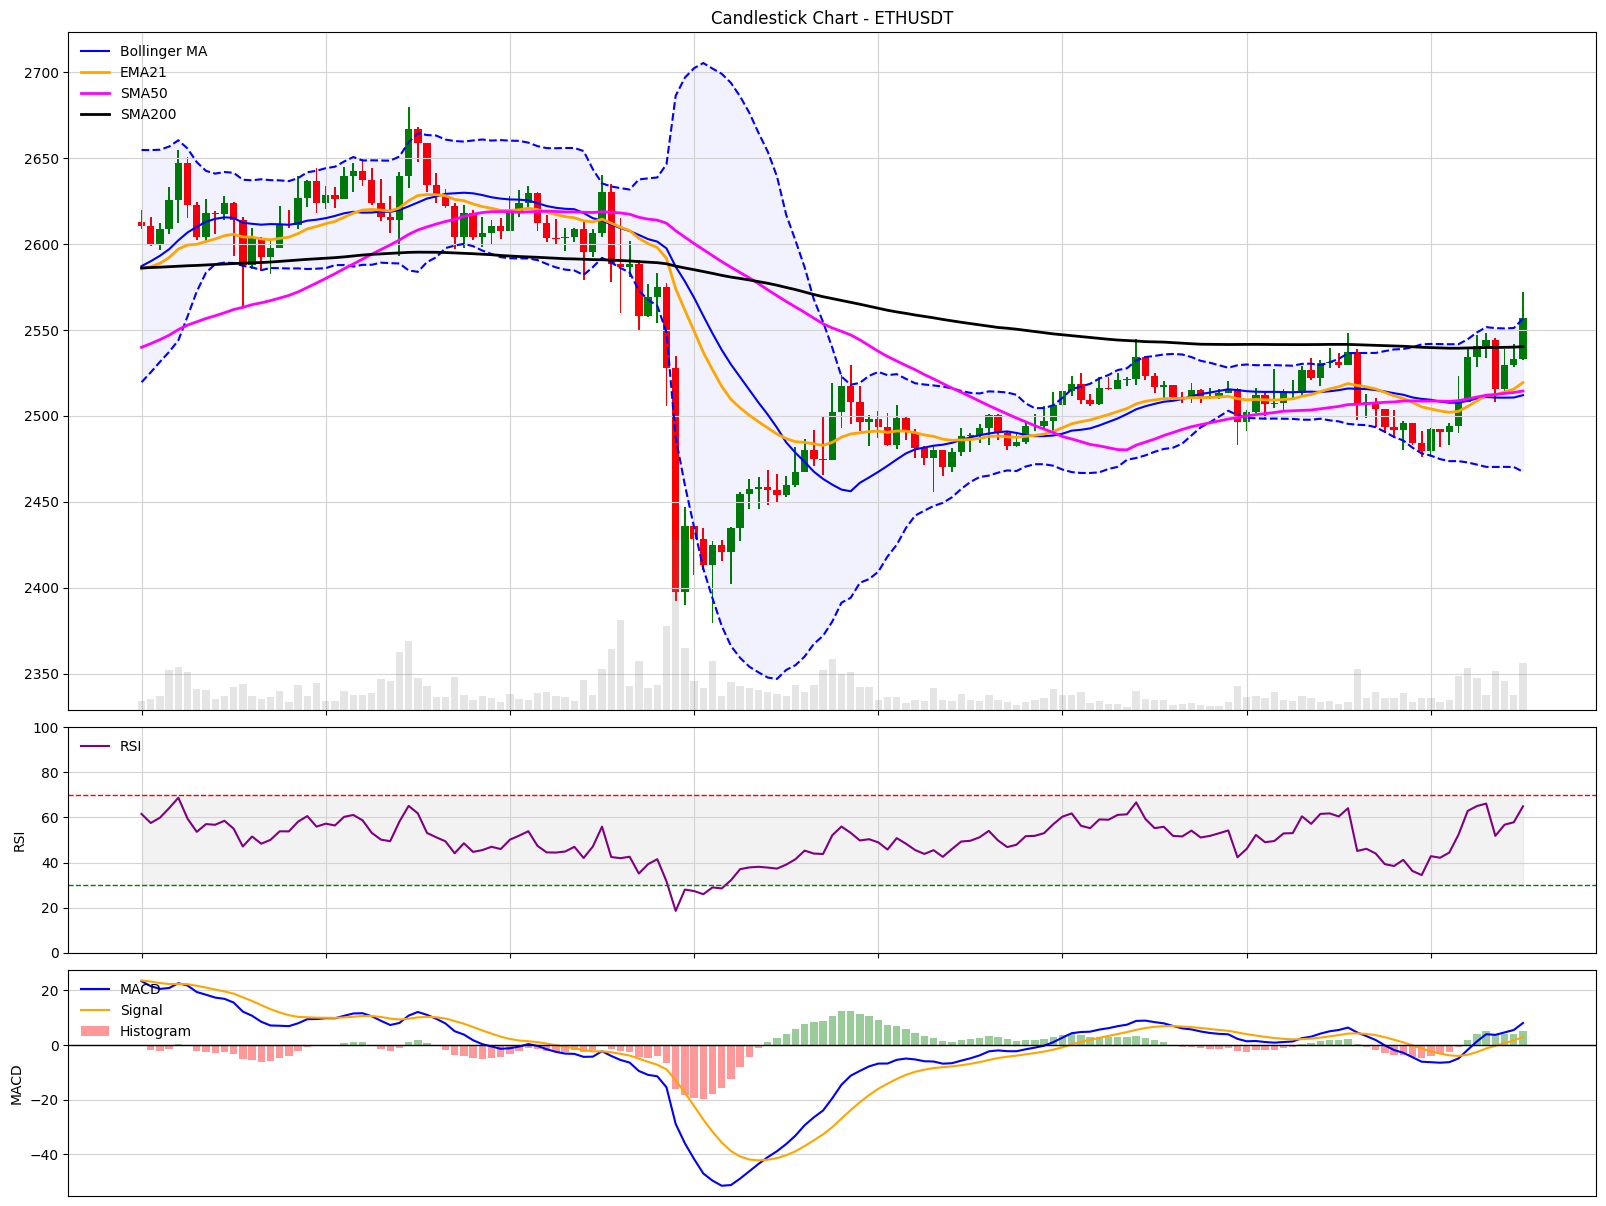 Candlestick Chart - ETHUSDT
Bollinger MA
EMA21
SMA50
SMA200
2700
2650
2600
2550
2500
2450
2400
2350
100
80
60
40
20
0
RSI
RSI
20
0
−20
−40
MACD
MACD
Signal
Histogram